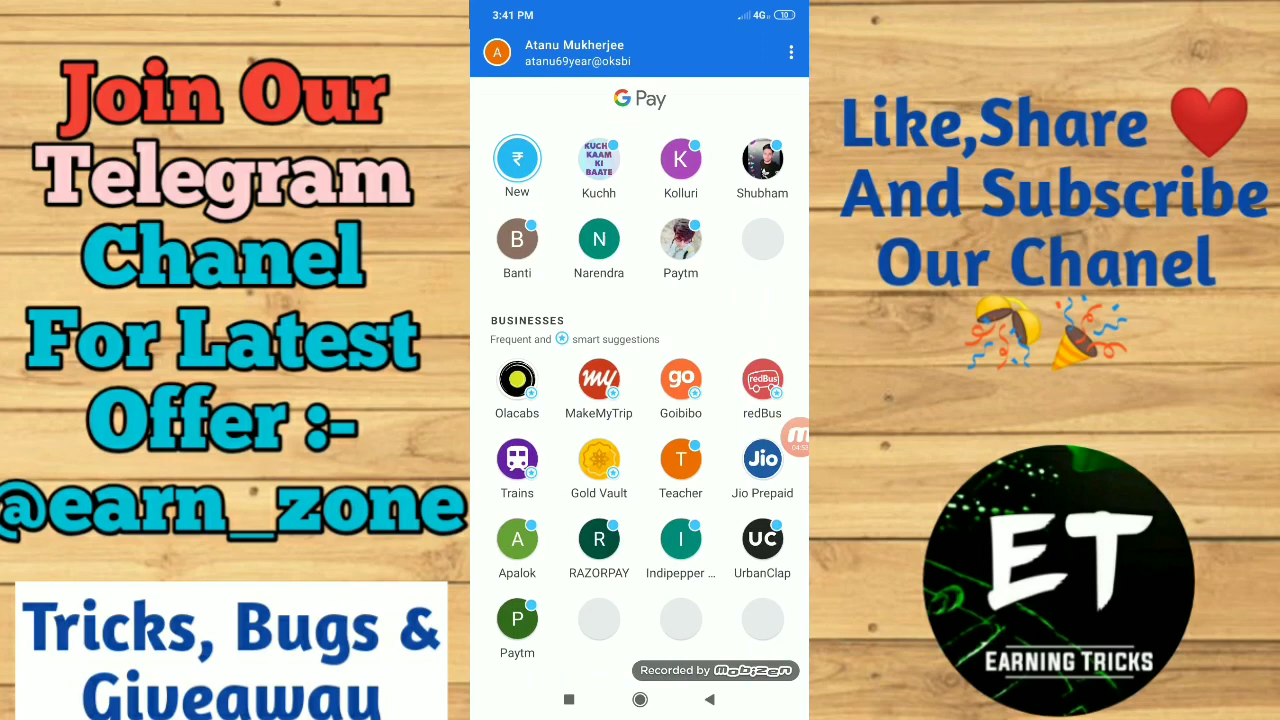 Join Our
Telegram
Chanel
For Latest
Offer :-
@earn_zone
Tricks, Bugs &
Giveaway
3:41 PM
4G
10
A
Atanu Mukherjee
atanu69year@oksbi
G Pay
₹
KUCH
KAAM
KI
BAATE
K
New
Kuchh
Kolluri
Shubham
B
N
Banti
Narendra
Paytm
BUSINESSES
Frequent and smart suggestions
my
go
redBus
Olacabs
MakeMyTrip
Goibibo
redBus
T
Jio
Trains
Gold Vault
Teacher
Jio Prepaid
A
R
I
UC
Apalok
RAZORPAY
Indipepper ...
UrbanClap
P
Paytm
Recorded by mobizen
Like,Share
And Subscribe
Our Chanel
ET
EARNING TRICKS